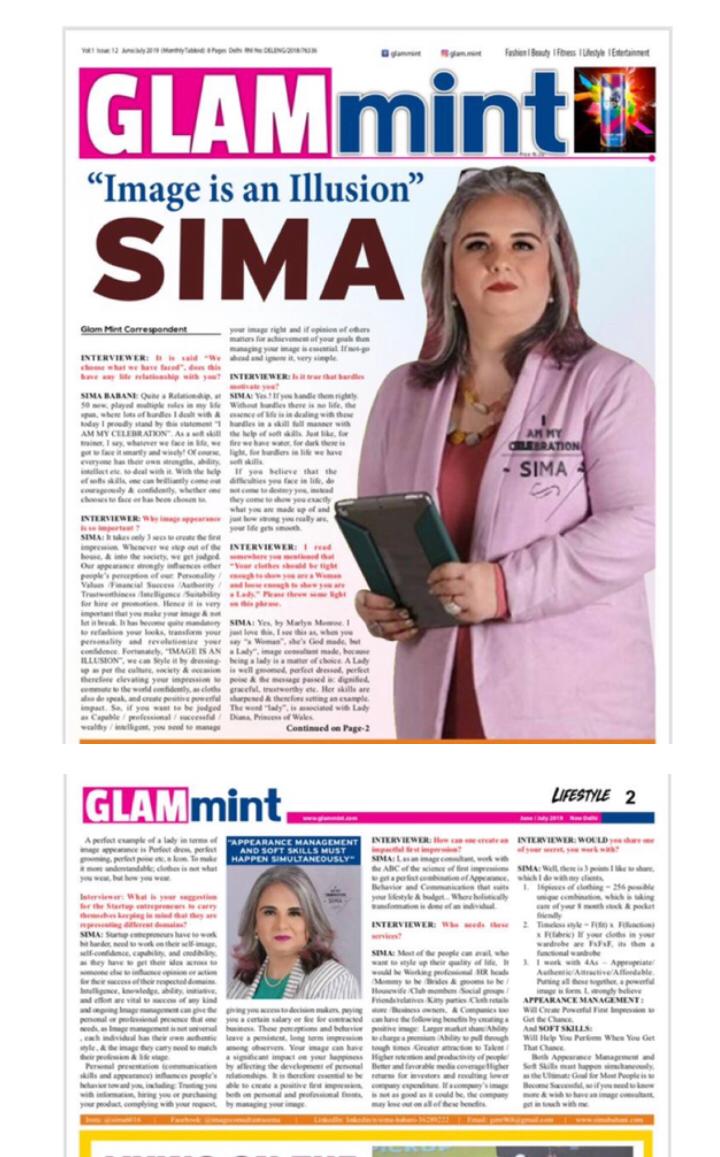 Vol:1 Issue: 12 June/July 2019 (Monthly Tabloid) 8 Pages Delhi RNI No: DELENG/2018/76336
glammint glam.mint Fashion I Beauty I Fitness I Lifestyle I Entertainment
GLAMmint
"Image is an Illusion"
SIMA
Glam Mint Correspondent
INTERVIEWER: It is said "We
choose what we have faced", does this
have any life relationship with you?
SIMA BABANI: Quite a Relationship, at
50 now, played multiple roles in my life
span, where lots of hurdles I dealt with &
today I proudly stand by this statement "I
AM MY CELEBRATION". As a soft skill
trainer, I say, whatever we face in life, we
got to face it smartly and wisely! Of course,
everyone has their own strengths, ability,
intellect etc. to deal with it. With the help
of softs skills, one can brilliantly come out
courageously & confidently, whether one
chooses to face or has been chosen to.
INTERVIEWER: Why image appearance
is so important ?
SIMA: It takes only 3 secs to create the first
impression. Whenever we step out of the
house, & into the society, we get judged.
Our appearance strongly influences other
people's perception of our: Personality /
Values /Financial Success /Authority /
Trustworthiness /Intelligence /Suitability
for hire or promotion. Hence it is very
important that you make your image & not
let it break. It has become quite mandatory
to refashion your looks, transform your
personality and revolutionize your
confidence. Fortunately, "IMAGE IS AN
ILLUSION", we can Style it by dressing-
up as per the culture, society & occasion
therefore elevating your impression to
commute to the world confidently, as cloths
also do speak, and create positive powerful
impact. So, if you want to be judged
as Capable / professional / successful /
wealthy / intelligent, you need to manage
your image right and if opinion of others
matters for achievement of your goals then
managing your image is essential. If not-go
ahead and ignore it, very simple.
INTERVIEWER: Is it true that hurdles
motivate you?
SIMA: Yes.! If you handle them rightly.
Without hurdles there is no life, the
essence of life is in dealing with these
hurdles in a skill full manner with
the help of soft skills. Just like, for
fire we have water, for dark there is
light, for hurdlers in life we have
soft skills.
If you believe that the
difficulties you face in life, do
not come to destroy you, instead
they come to show you exactly
what you are made up of and
just how strong you really are,
your life gets smooth.
INTERVIEWER: I read
somewhere you mentioned that
"Your clothes should be tight
enough to show you are a Woman
and loose enough to show you are
a Lady." Please throw some light
on this phrase.
SIMA: Yes, by Marlyn Monroe. I
just love this, I see this as, when you
say "a Woman", she's God made, but
a Lady", image consultant made, because
being a lady is a matter of choice. A Lady
is well groomed, perfect dressed, perfect
poise & the message passed is: dignified,
graceful, trustworthy etc. Her skills are
sharpened & therefore setting an example.
The word "lady", is associated with Lady
Diana, Princess of Wales.
Continued on Page-2
I
AM MY
CELEBRATION
- SIMA -
GLAMmint
LIFESTYLE 2
www.glammint.com June / July 2019 New Delhi
A perfect example of a lady in terms of
image appearance is Perfect dress, perfect
grooming, perfect poise etc, n Icon. To make
it more understandable; clothes is not what
you wear, but how you wear.
Interviewer: What is your suggestion
for the Startup entrepreneurs to carry
themselves keeping in mind that they are
representing different domains?
SIMA: Startup entrepreneurs have to work
bit harder, need to work on their self-image,
self-confidence, capability, and credibility,
as they have to get their idea across to
someone else to influence opinion or action
for their success of their respected domains.
Intelligence, knowledge, ability, initiative,
and effort are vital to success of any kind
and ongoing Image management can give the
personal or professional presence that one
needs, as Image management is not universal
, each individual has their own authentic
style , & the image they carry need to match
their profession & life stage.
Personal presentation (communication
skills and appearance) influences people's
behavior toward you, including: Trusting you
with information, hiring you or purchasing
your product, complying with your request,
"APPEARANCE MANAGEMENT
AND SOFT SKILLS MUST
HAPPEN SIMULTANEOUSLY"
giving you access to decision makers, paying
you a certain salary or fee for contracted
business. These perceptions and behavior
leave a persistent, long term impression
among observers. Your image can have
a significant impact on your happiness
by affecting the development of personal
relationships. It is therefore essential to be
able to create a positive first impression,
both on personal and professional fronts,
by managing your image.
INTERVIEWER: How can one create an
impactful first impression?
SIMA: I, as an image consultant, work with
the ABC of the science of first impressions
to get a perfect combination of Appearance,
Behavior and Communication that suits
your lifestyle & budget... Where holistically
transformation is done of an individual.
INTERVIEWER: Who needs these
services?
SIMA: Most of the people can avail, who
want to style up their quality of life, It
would be Working professional /HR heads
/Mommy to be /Brides & grooms to be /
Housewife /Club members /Social groups /
Friends/relatives /Kitty parties /Cloth retails
store /Business owners, & Companies too
can have the following benefits by creating a
positive image: Larger market share/Ability
to charge a premium /Ability to pull through
tough times /Greater attraction to Talent /
Higher retention and productivity of people/
Better and favorable media coverage/Higher
returns for investors and resulting lower
company expenditure. If a company's image
is not as good as it could be, the company
may lose out on all of these benefits.
INTERVIEWER: WOULD you share one
of your secret, you work with?
SIMA: Well, there is 3 points I like to share,
which I do with my clients,
1. 16pieces of clothing = 256 possible
unique combination, which is taking
care of your 8 month stock & pocket
friendly
2. Timeless style = F(fit) x F(function)
x F(fabric) If your cloths in your
wardrobe are FxFxF, its then a
functional wardrobe
3. I work with 4As – Appropriate/
Authentic/Attractive/Affordable.
Putting all these together, a powerful
image is form. I, strongly believe
APPEARANCE MANAGEMENT :
Will Create Powerful First Impression to
Get the Chance,
And SOFT SKILLS:
Will Help You Perform When You Get
That Chance.
Both Appearance Management and
Soft Skills must happen simultaneously,
as the Ultimate Goal for Most People is to
Become Successful, so if you need to know
more & wish to have an image consultant,
get in touch with me.